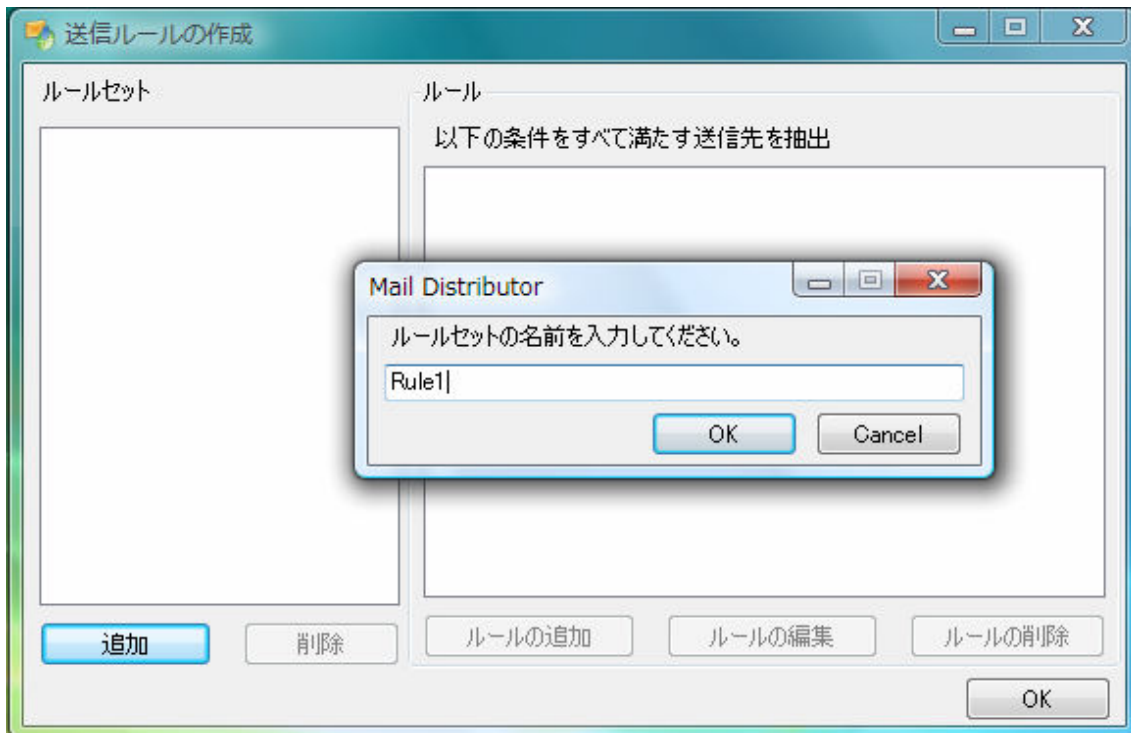 送信ルールの作成
ルールセット
ルール
以下の条件をすべて満たす送信先を抽出
Mail Distributor
ルールセットの名前を入力してください。
Rule1
OK
Cancel
追加
削除
ルールの追加
ルールの編集
ルールの削除
OK